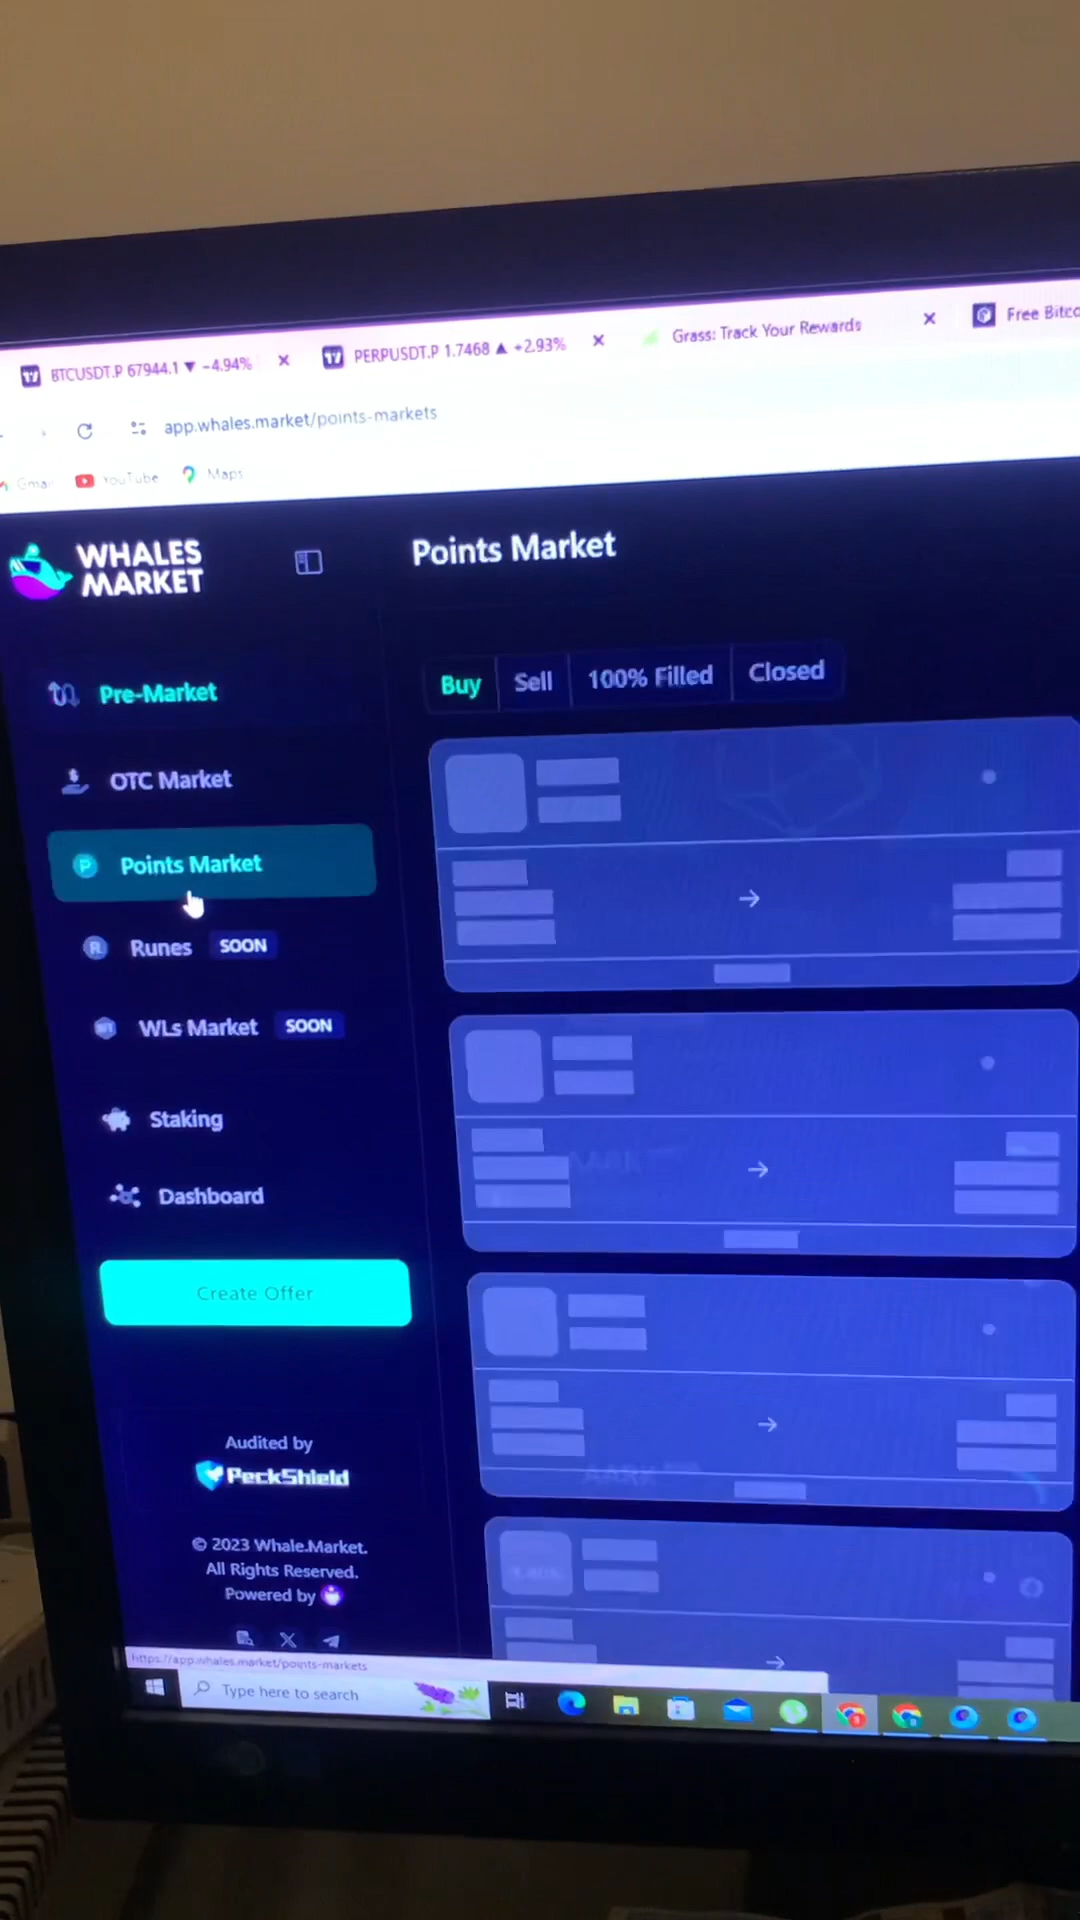 BTCUSDT.P 67944.1 ▼ −4.94%
PERPUSDT.P 1.7468 ▲ +2.93%
Grass: Track Your Rewards
Free Bitco
app.whales.market/points-markets
Gmail
YouTube
Maps
WHALES
MARKET
Points Market
Pre-Market
Buy
Sell
100% Filled
Closed
OTC Market
Points Market
Runes SOON
WLs Market SOON
Staking
Dashboard
Create Offer
Audited by
PeckShield
© 2023 Whale.Market.
All Rights Reserved.
Powered by
https://app.whales.market/points-markets
Type here to search